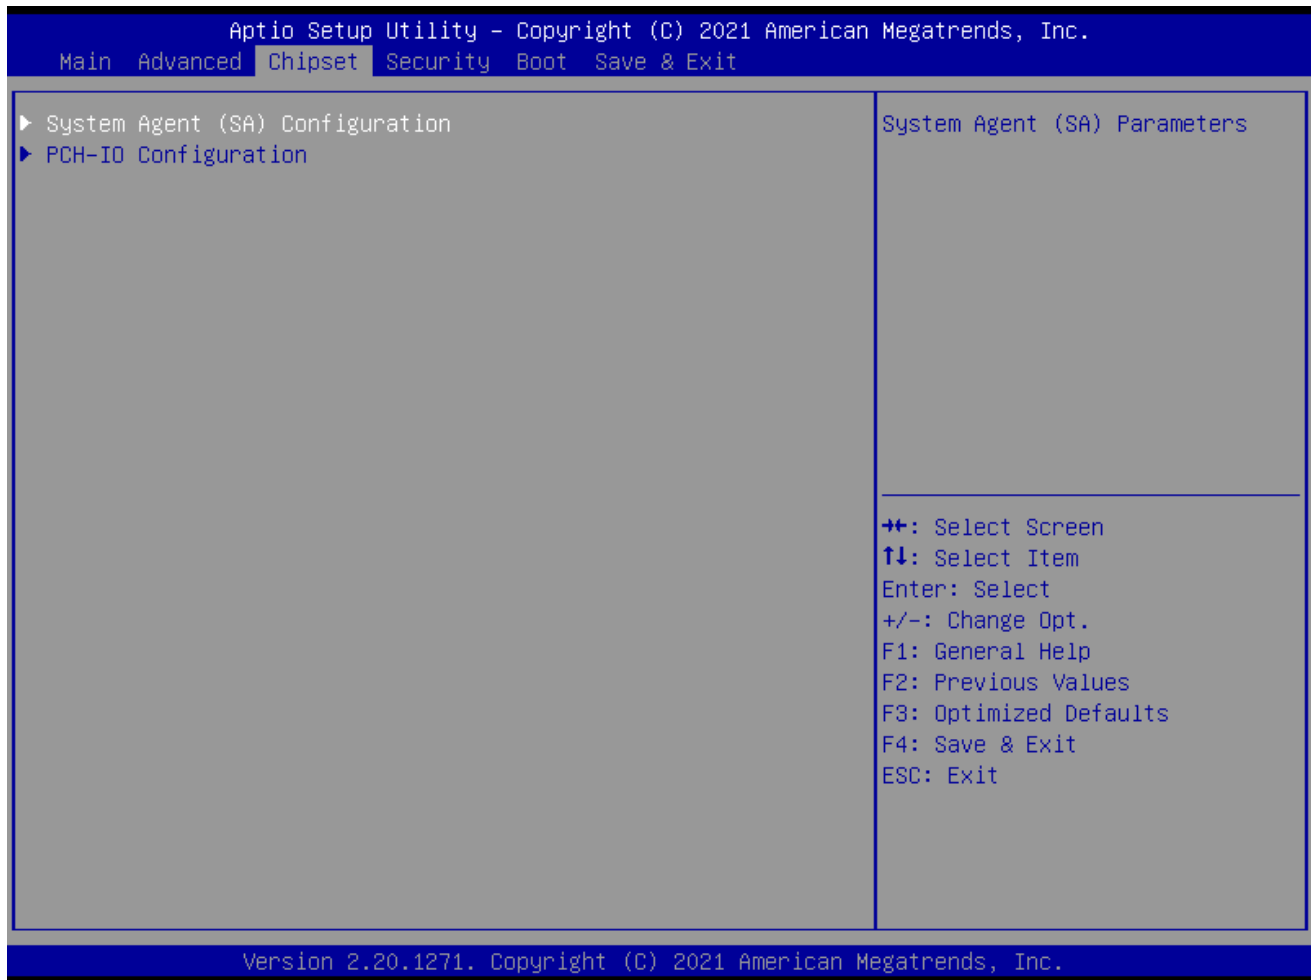 Aptio Setup Utility – Copyright (C) 2021 American Megatrends, Inc.
Main Advanced Chipset Security Boot Save & Exit
► System Agent (SA) Configuration
► PCH-IO Configuration
System Agent (SA) Parameters
→←: Select Screen
↑↓: Select Item
Enter: Select
+/-: Change Opt.
F1: General Help
F2: Previous Values
F3: Optimized Defaults
F4: Save & Exit
ESC: Exit
Version 2.20.1271. Copyright (C) 2021 American Megatrends, Inc.